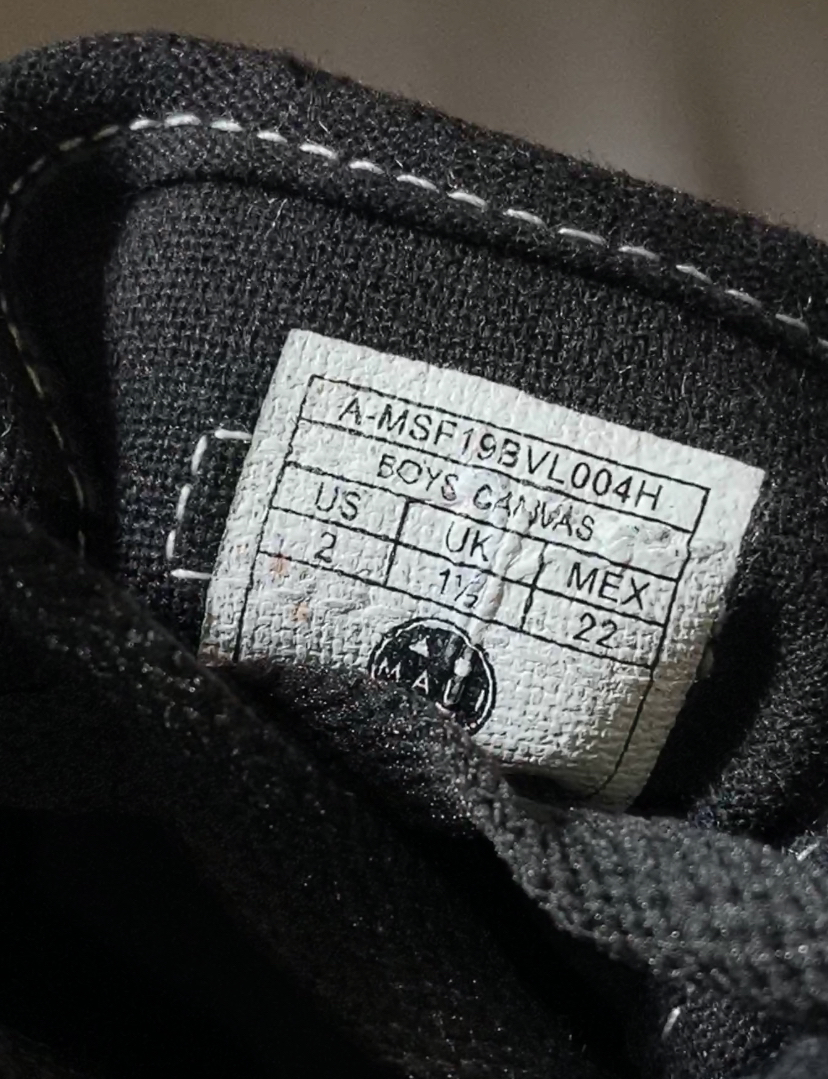 A-MSF19BVL004H
BOYS CANVAS
US UK MEX
2 1½ 22
MAUI